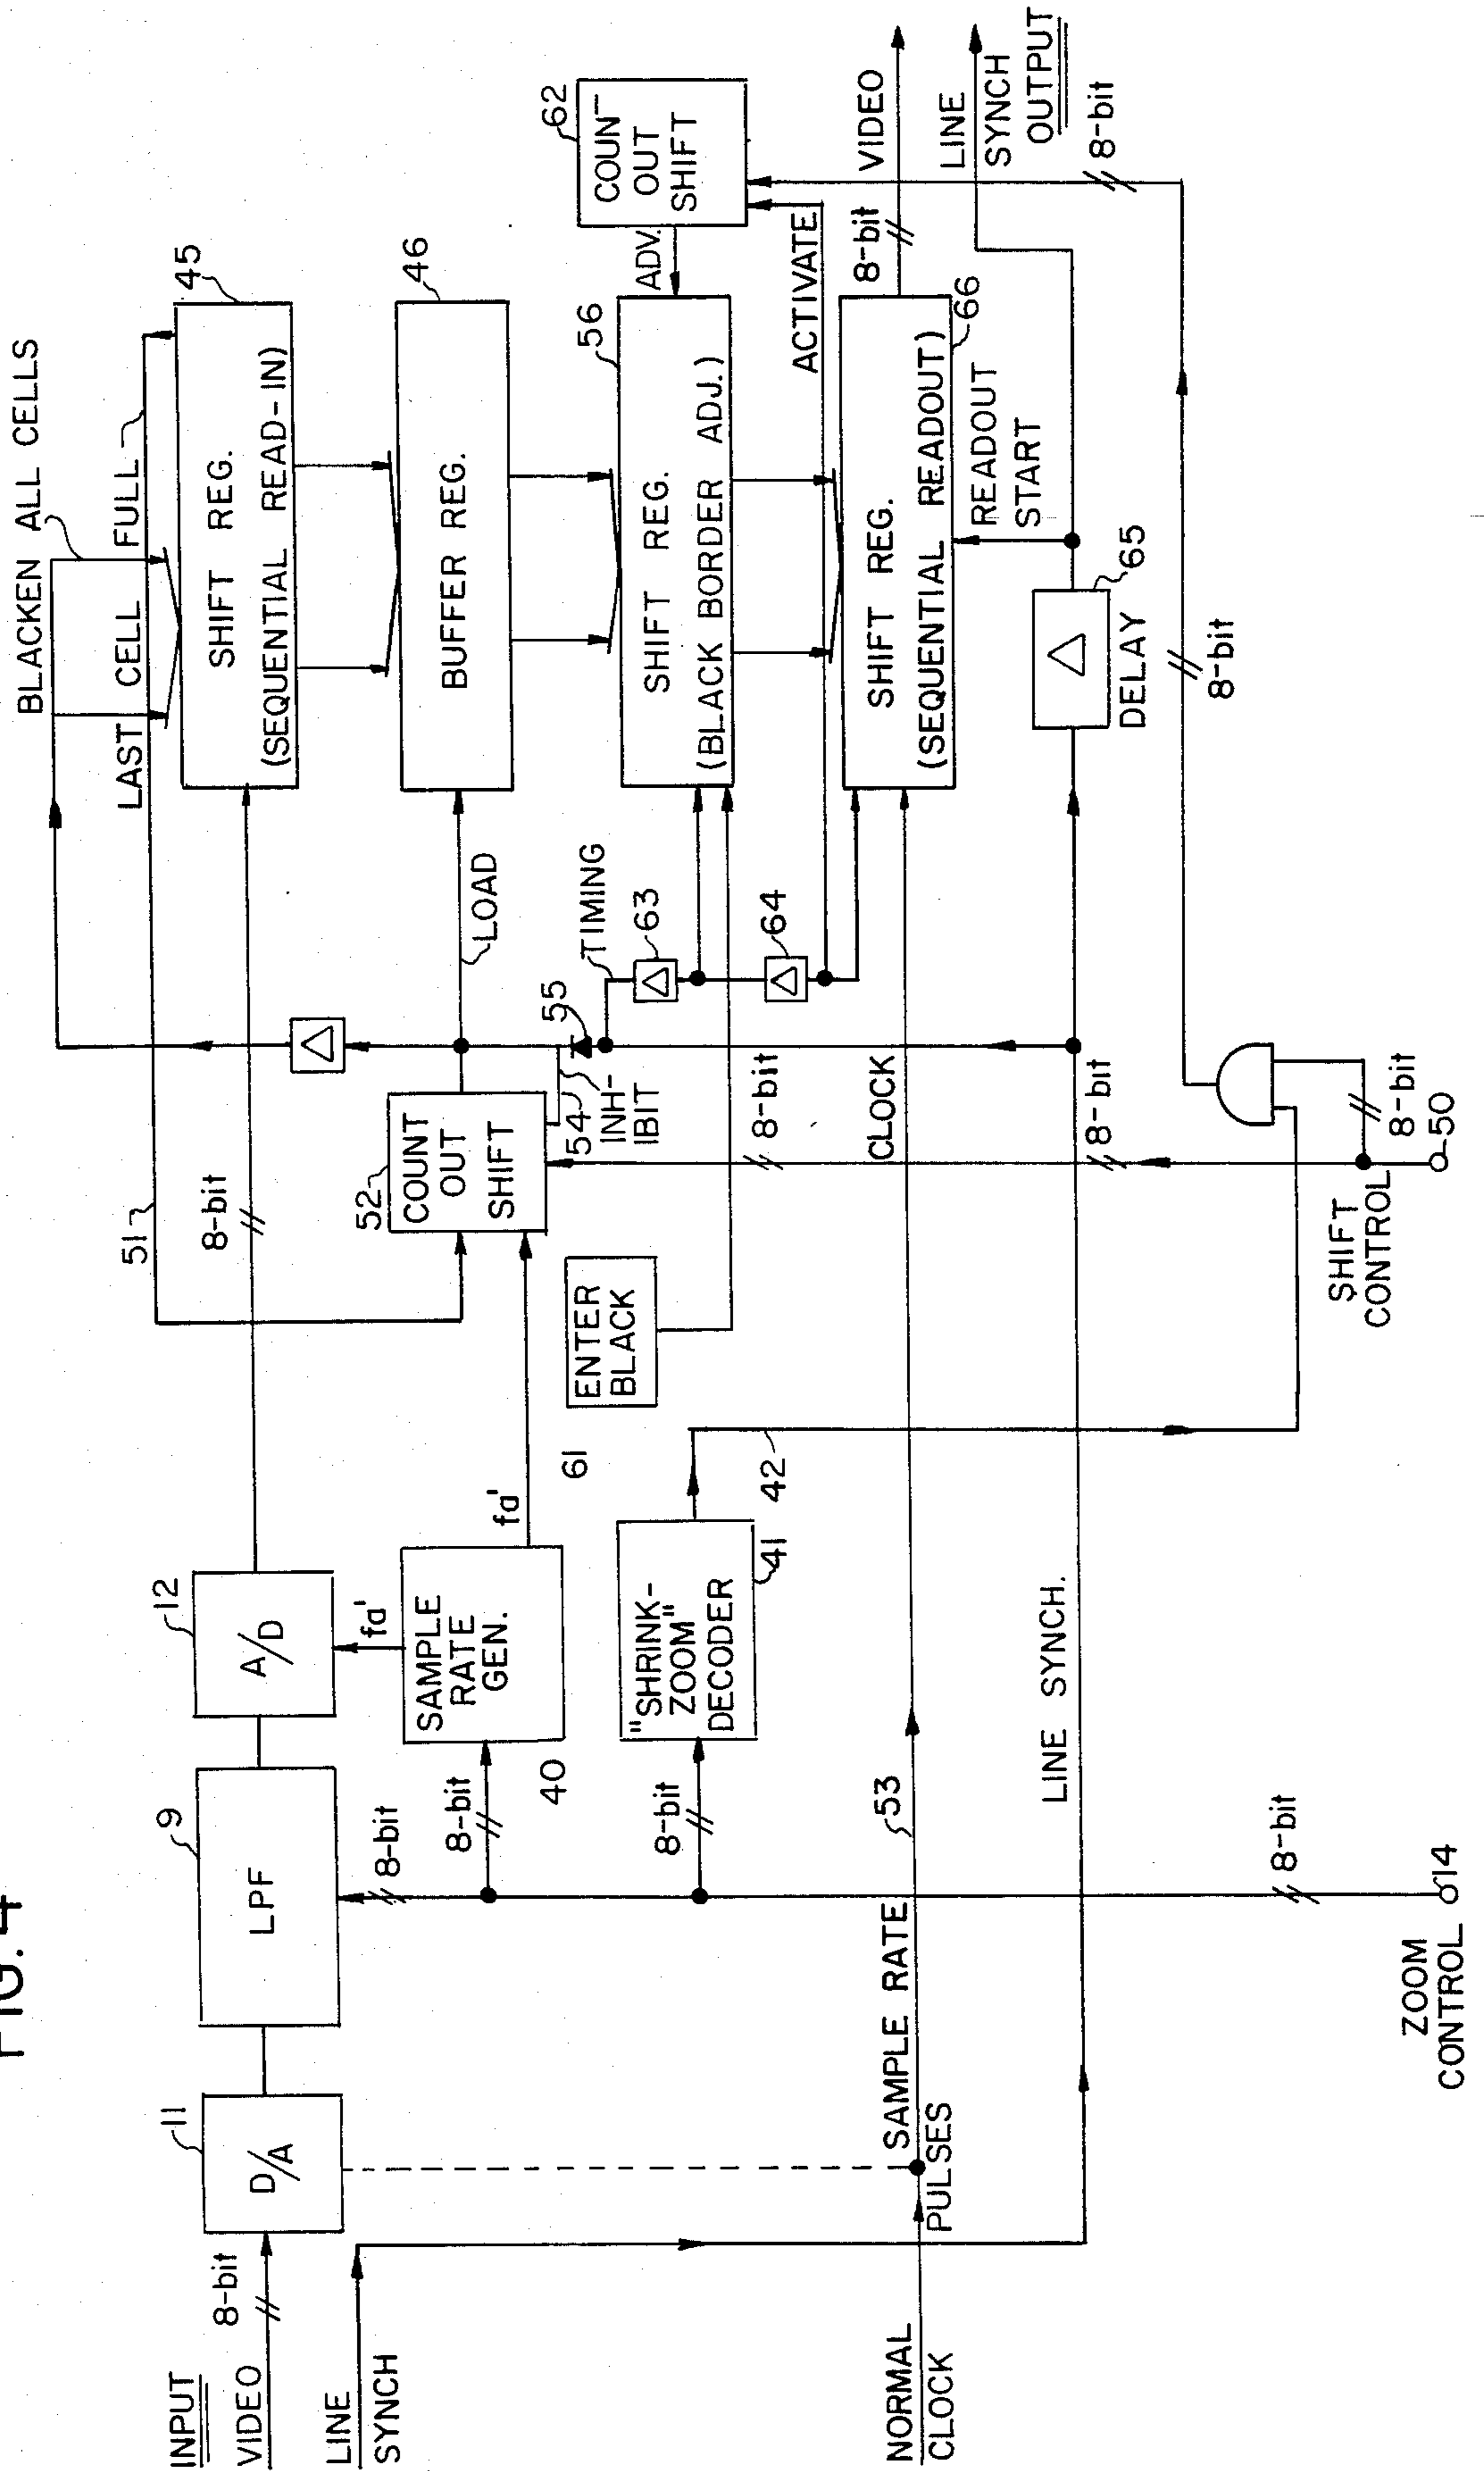 FIG. 4
INPUT
VIDEO
8-bit
LINE
SYNCH
NORMAL
CLOCK
11
D/A
9
LPF
12
A/D
8-bit
8-bit
8-bit
40
SAMPLE
RATE
GEN.
fa'
fa'
61
8-bit
"SHRINK-
ZOOM"
DECODER
41
42
SAMPLE RATE
PULSES
53
LINE SYNCH.
ZOOM
CONTROL
14
8-bit
ENTER
BLACK
51
52
COUNT
OUT
SHIFT
54
INH-
IBIT
55
TIMING
63
64
LOAD
8-bit
CLOCK
8-bit
SHIFT
CONTROL
50
8-bit
BLACKEN ALL CELLS
LAST CELL FULL
45
SHIFT REG.
(SEQUENTIAL READ-IN)
46
BUFFER REG.
56
SHIFT REG.
(BLACK BORDER ADJ.)
ADV.
62
COUN-
OUT
SHIFT
ACTIVATE
SHIFT REG.
(SEQUENTIAL READOUT)
66
READOUT
START
65
DELAY
8-bit
8-bit
VIDEO
LINE
SYNCH
OUTPUT
8-bit